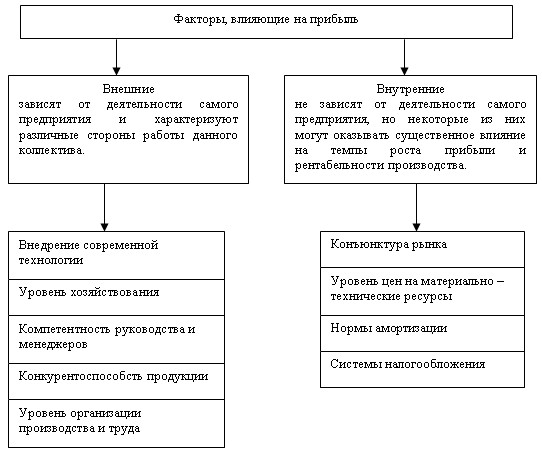 Факторы, влияющие на прибыль
Внешние
зависят от деятельности самого
предприятия и характеризуют
различные стороны работы данного
коллектива.
Внутренние
не зависят от деятельности самого
предприятия, но некоторые из них
могут оказывать существенное влияние
на темпы роста прибыли и
рентабельности производства.
Внедрение современной
технологии
Уровень хозяйствования
Компетентность руководства и
менеджеров
Конкурентоспособсть продукции
Уровень организации
производства и труда
Конъюнктура рынка
Уровень цен на материально –
технические ресурсы
Нормы амортизации
Системы налогообложения